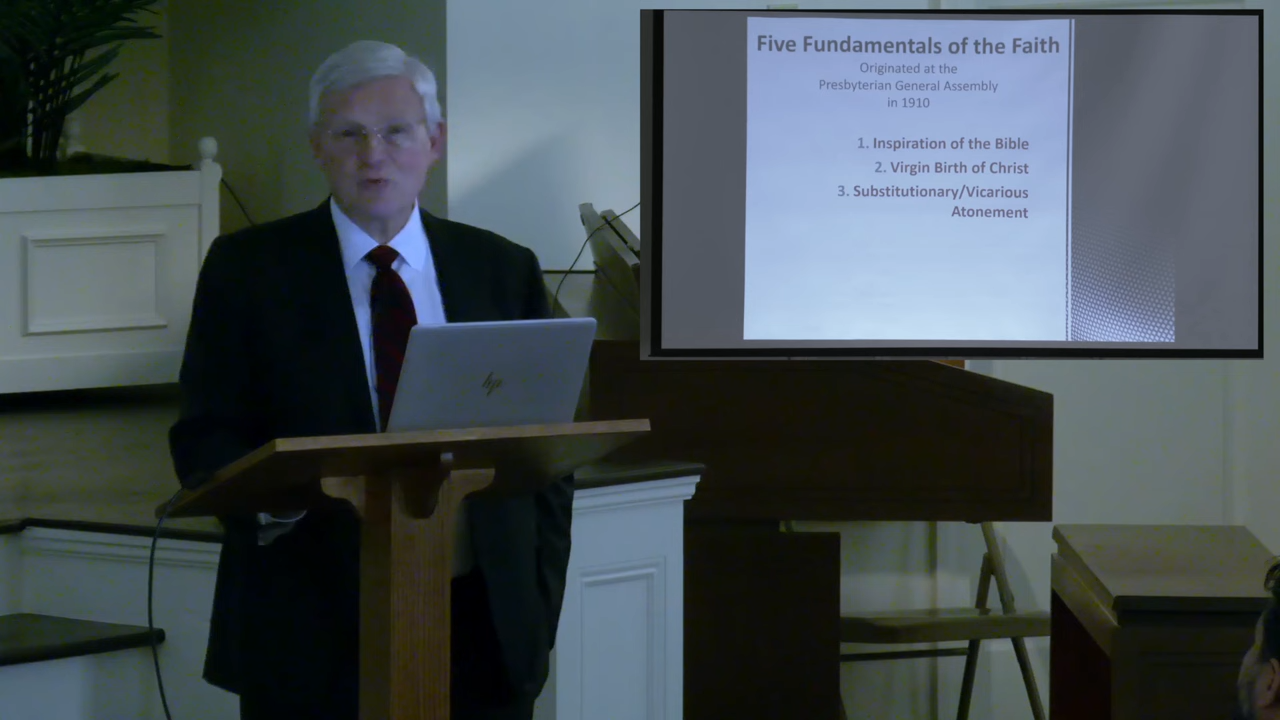 Five Fundamentals of the Faith
Originated at the
Presbyterian General Assembly
in 1910
1. Inspiration of the Bible
2. Virgin Birth of Christ
3. Substitutionary/Vicarious
Atonement
hp